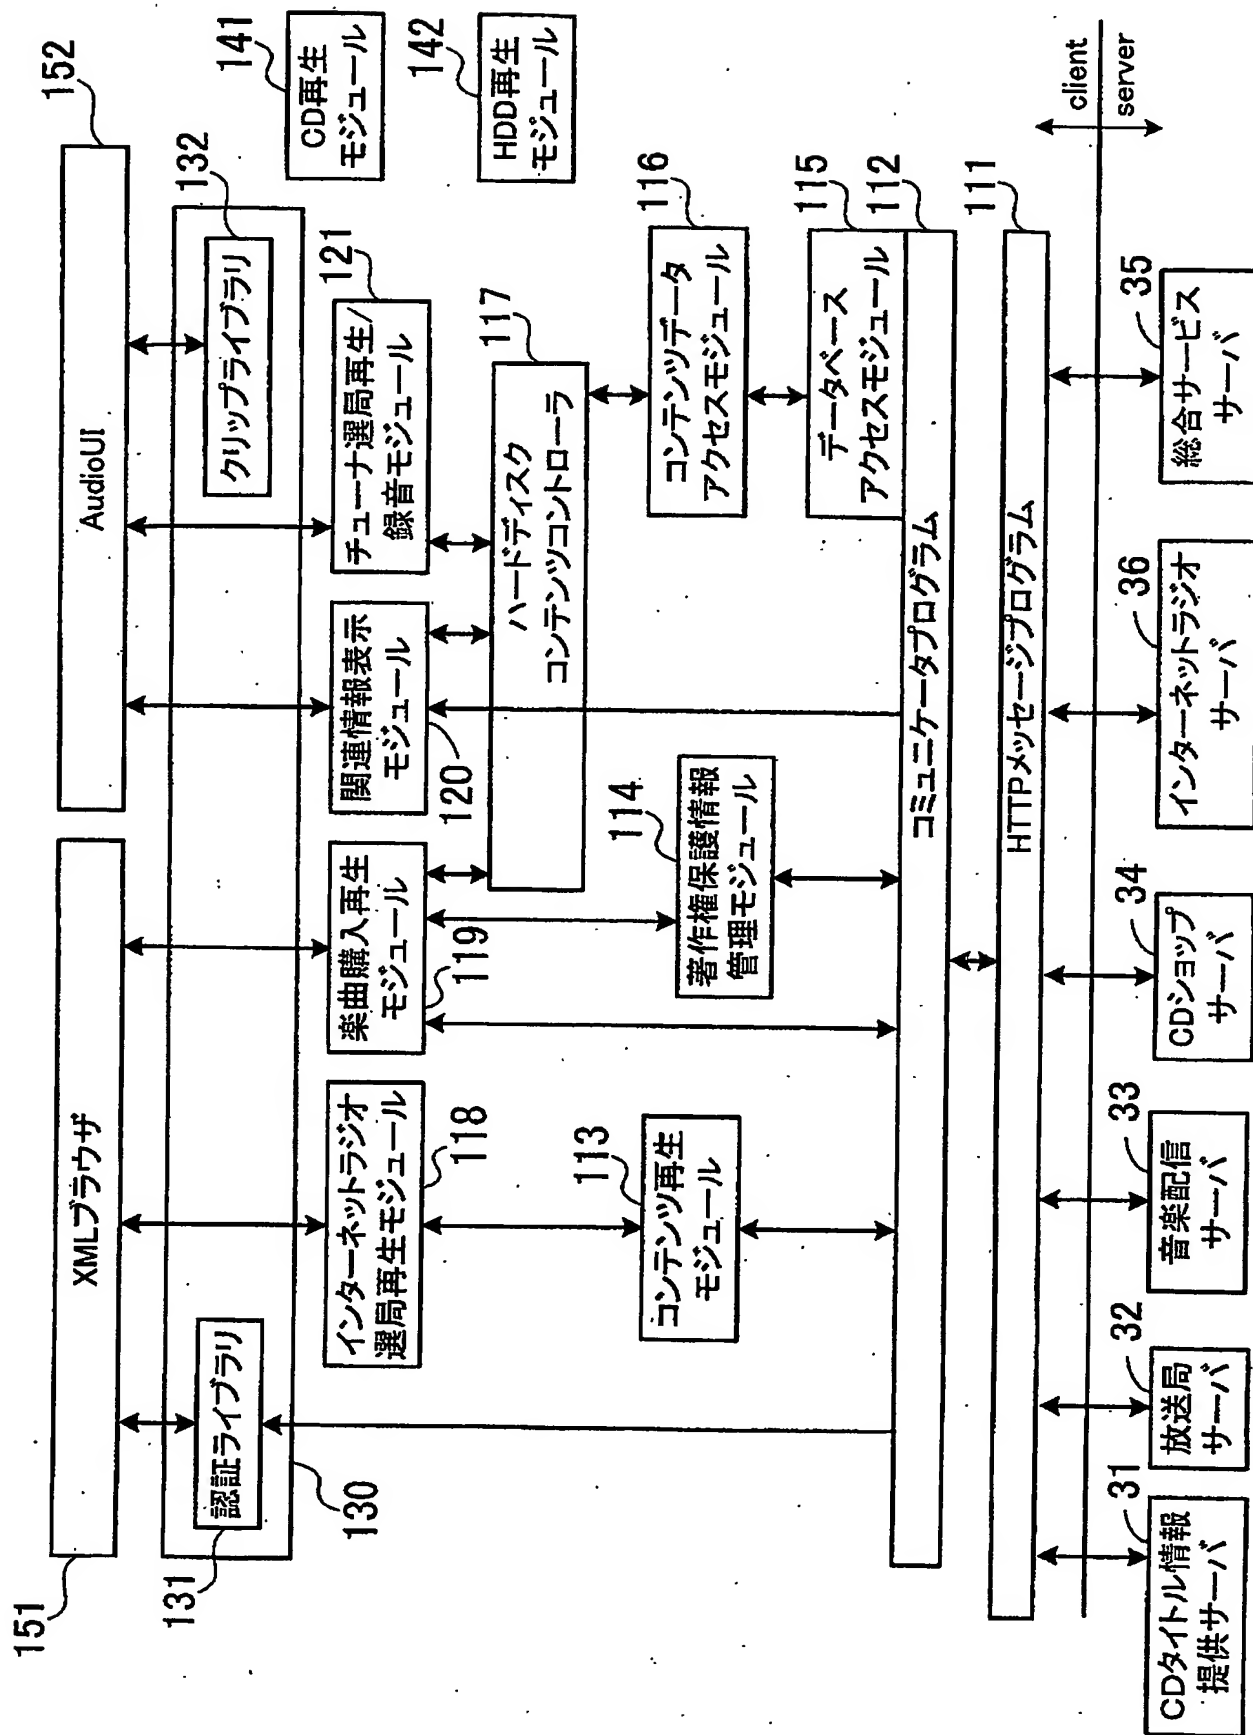 151
XMLブラウザ
AudioUI
152
131
認証ライブラリ
130
クリップライブラリ
132
CD再生
モジュール
141
インターネットラジオ
選局再生モジュール
118
楽曲購入再生
モジュール
119
関連情報表示
モジュール
120
チューナ選局再生/
録音モジュール
121
HDD再生
モジュール
142
ハードディスク
コンテンツコントローラ
117
コンテンツ再生
モジュール
113
著作権保護情報
管理モジュール
114
コンテンツデータ
アクセスモジュール
116
データベース
アクセスモジュール
115
コミュニケータプログラム
112
HTTPメッセージプログラム
111
client
server
CDタイトル情報
提供サーバ
31
放送局
サーバ
32
音楽配信
サーバ
33
CDショップ
サーバ
34
インターネットラジオ
サーバ
36
総合サービス
サーバ
35